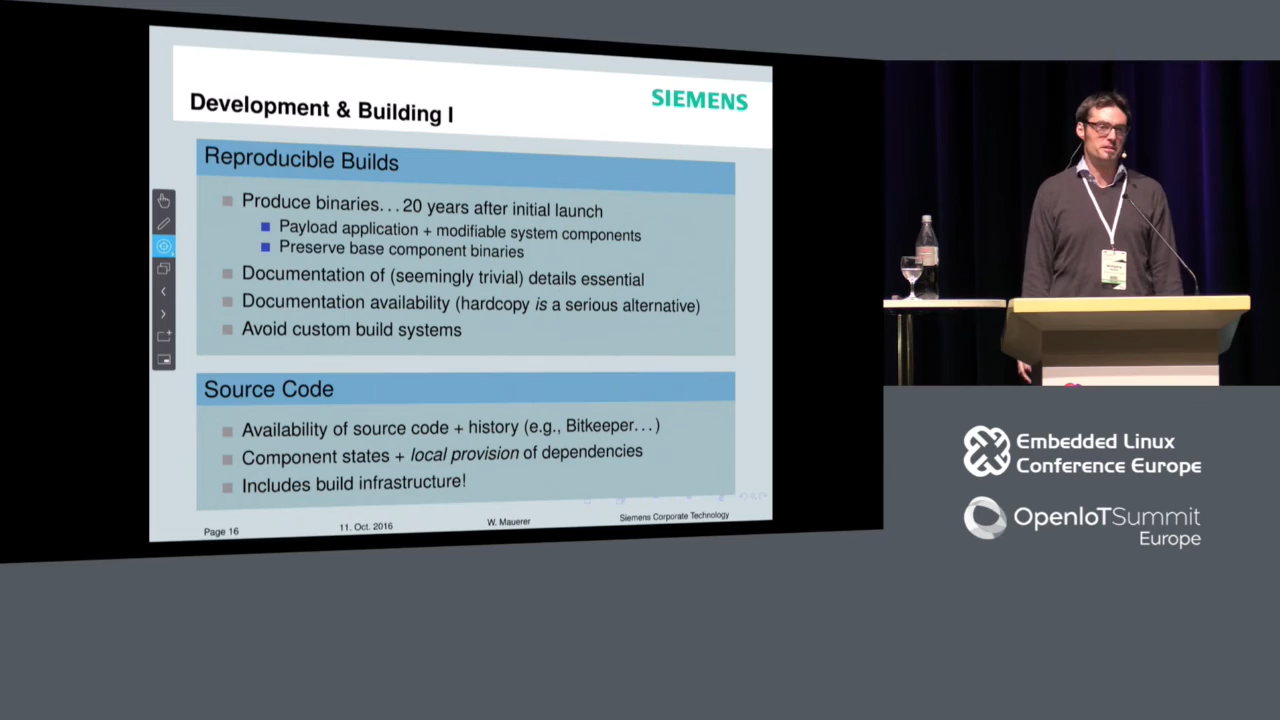 Development & Building I
SIEMENS
Reproducible Builds
Produce binaries...20 years after initial launch
Payload application + modifiable system components
Preserve base component binaries
Documentation of (seemingly trivial) details essential
Documentation availability (hardcopy is a serious alternative)
Avoid custom build systems
Source Code
Availability of source code + history (e.g., Bitkeeper...)
Component states + local provision of dependencies
Includes build infrastructure!
Page 16
11. Oct. 2016
W. Mauerer
Siemens Corporate Technology
Embedded Linux
Conference Europe
OpenIoTSummit
Europe